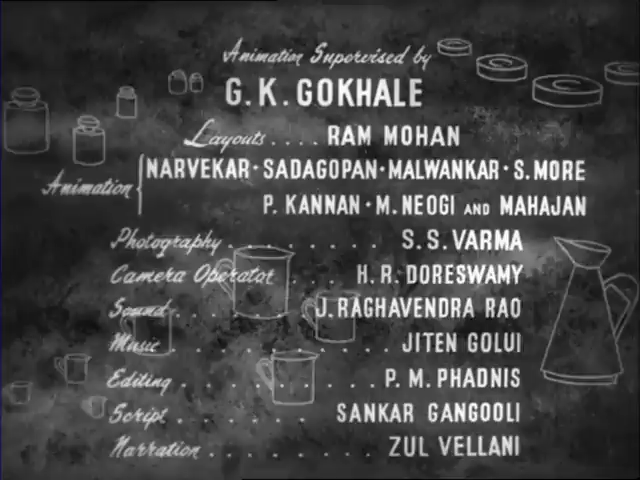 Animation Supervised by
G. K. GOKHALE
Layouts.... RAM MOHAN
Animation { NARVEKAR · SADAGOPAN · MALWANKAR · S. MORE
P. KANNAN · M. NEOGI AND MAHAJAN
Photography........ S. S. VARMA
Camera Operator... H. R. DORESWAMY
Sound....... J. RAGHAVENDRA RAO
Music.......... JITEN GOLUI
Editing......... P. M. PHADNIS
Script....... SANKAR GANGOOLI
Narration........ ZUL VELLANI